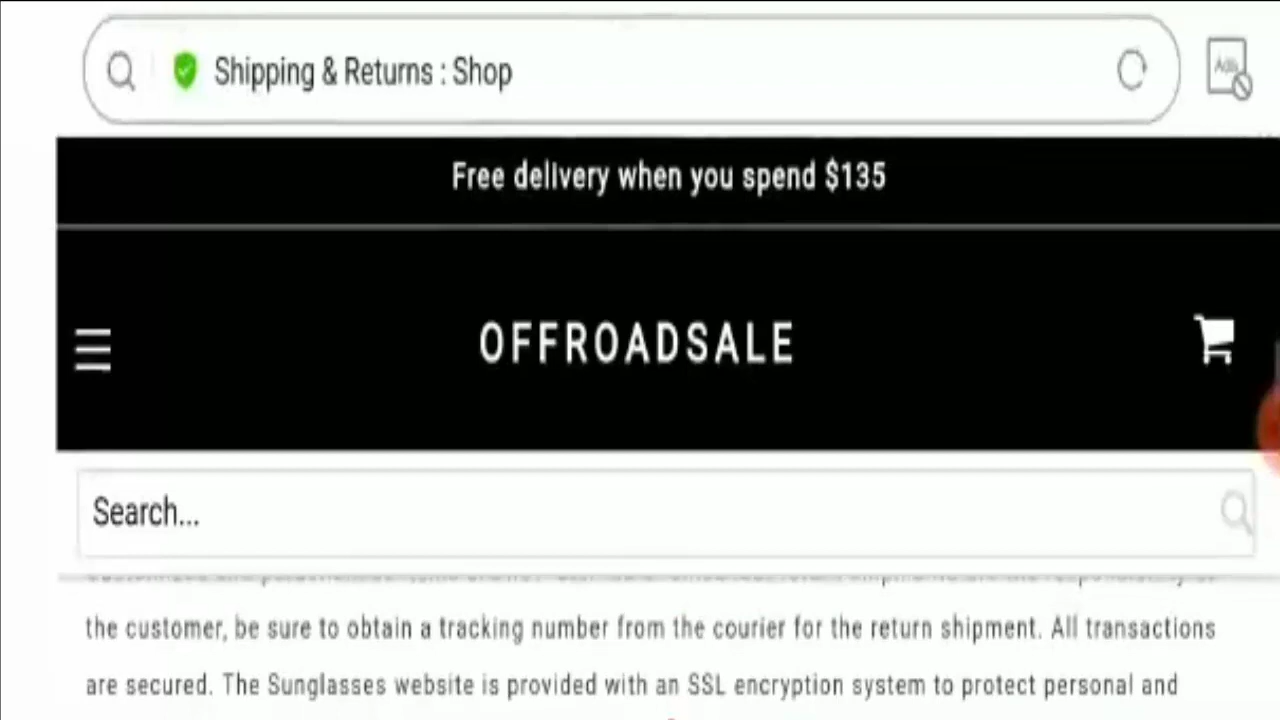 Shipping & Returns : Shop
Ads
Free delivery when you spend $135
OFFROADSALE
Search...
the customer, be sure to obtain a tracking number from the courier for the return shipment. All transactions
are secured. The Sunglasses website is provided with an SSL encryption system to protect personal and